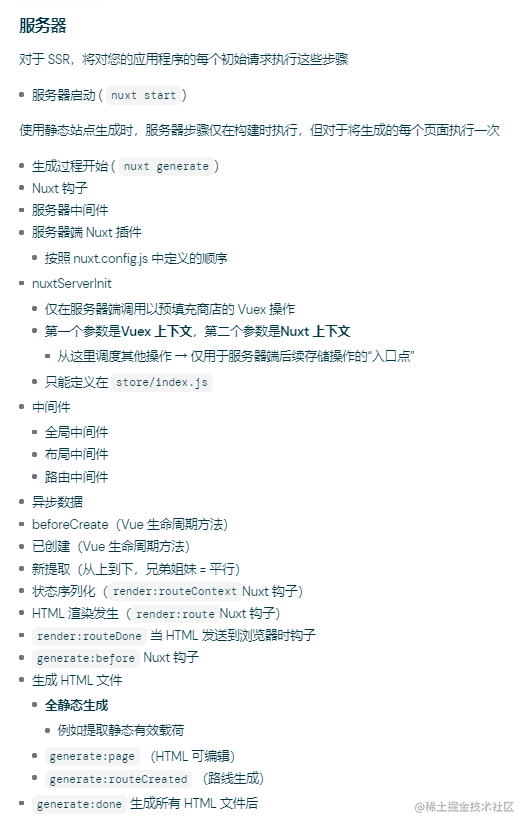 服务器
对于 SSR，将对您的应用程序的每个初始请求执行这些步骤
服务器启动 ( nuxt start )
使用静态站点生成时，服务器步骤仅在构建时执行，但对于将生成的每个页面执行一次
生成过程开始 ( nuxt generate )
Nuxt 钩子
服务器中间件
服务器端 Nuxt 插件
按照 nuxt.config.js 中定义的顺序
nuxtServerInit
仅在服务器端调用以预填充商店的 Vuex 操作
第一个参数是Vuex 上下文，第二个参数是Nuxt 上下文
从这里调度其他操作 → 仅用于服务器端后续存储操作的“入口点”
只能定义在 store/index.js
中间件
全局中间件
布局中间件
路由中间件
异步数据
beforeCreate（Vue 生命周期方法）
已创建（Vue 生命周期方法）
新提取（从上到下，兄弟姐妹 = 平行）
状态序列化（ render:routeContext Nuxt 钩子）
HTML 渲染发生（ render:route Nuxt 钩子）
render:routeDone 当 HTML 发送到浏览器时钩子
generate:before Nuxt 钩子
生成 HTML 文件
全静态生成
例如提取静态有效载荷
generate:page （HTML 可编辑）
generate:routeCreated （路线生成）
generate:done 生成所有 HTML 文件后
@稀土掘金技术社区